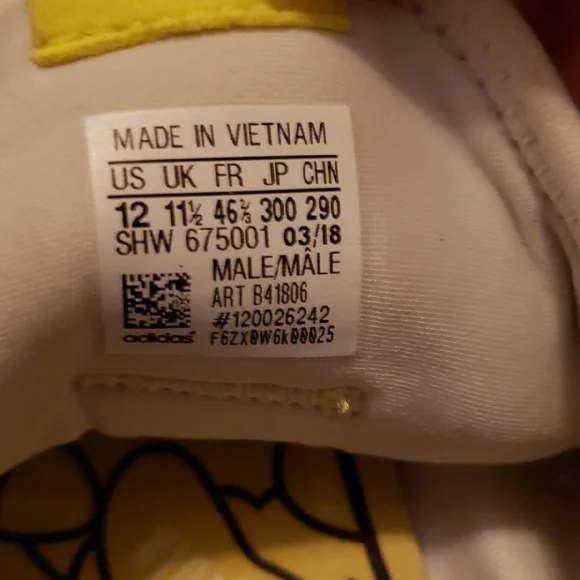 MADE IN VIETNAM
US UK FR JP CHN
12 11½ 46⅔ 300 290
SHW 675001 03/18
MALE/MÂLE
ART B41806
#120026242
F6ZX0W6k00025
adidas